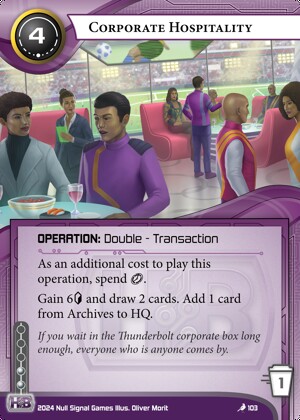 4
Corporate Hospitality
OPERATION: Double - Transaction
As an additional cost to play this
operation, spend .
Gain 6 and draw 2 cards. Add 1 card
from Archives to HQ.
If you wait in the Thunderbolt corporate box long
enough, everyone who is anyone comes by.
HB
1
2024 Null Signal Games Illus. Oliver Morit
103